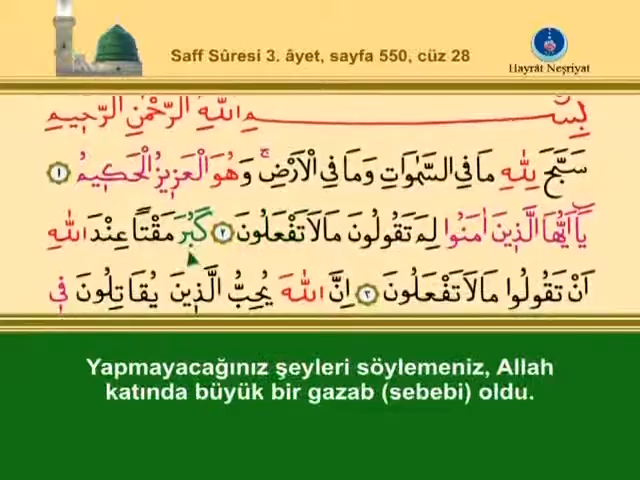 Saff Sûresi 3. âyet, sayfa 550, cüz 28
Hayrât Neşriyat
بِسْمِ اللّٰهِ الرَّحْمٰنِ الرَّحٖيمِ
سَبَّحَ لِلّٰهِ مَا فِي السَّمٰوَاتِ وَمَا فِي الْاَرْضِۚ وَهُوَ الْعَزٖيزُ الْحَكٖيمُ ١
يَٓا اَيُّهَا الَّذٖينَ اٰمَنُوا لِمَ تَقُولُونَ مَالَا تَفْعَلُونَ ٢ كَبُرَ مَقْتًا عِنْدَ اللّٰهِ
اَنْ تَقُولُوا مَالَا تَفْعَلُونَ ٣ اِنَّ اللّٰهَ يُحِبُّ الَّذٖينَ يُقَاتِلُونَ فٖي
Yapmayacağınız şeyleri söylemeniz, Allah
katında büyük bir gazab (sebebi) oldu.